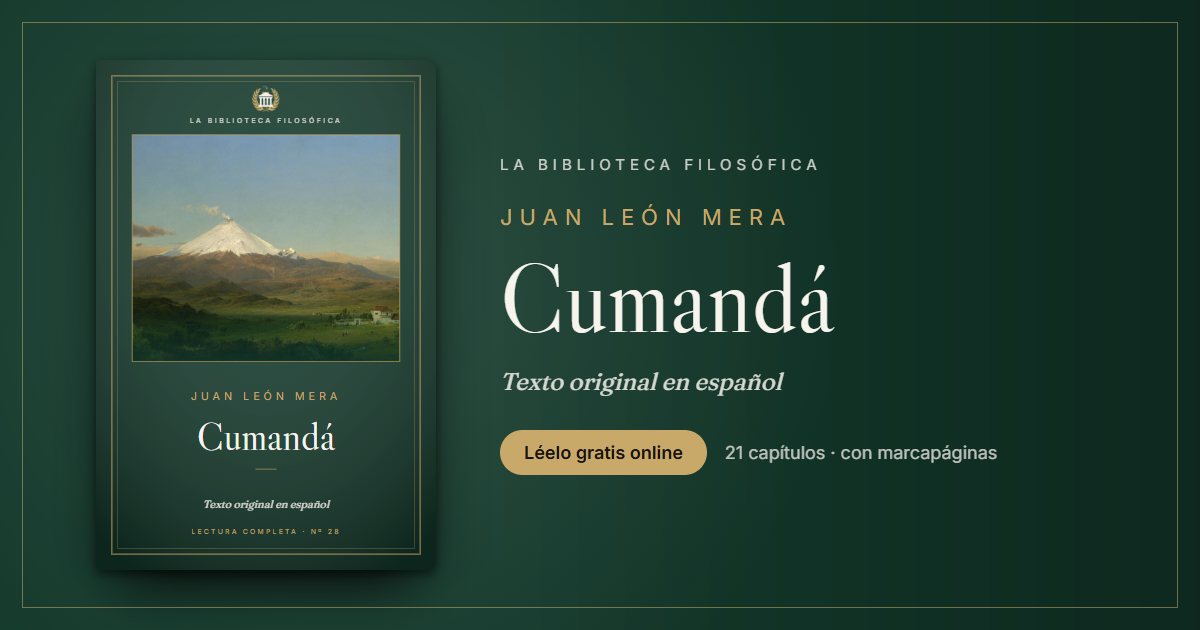 LA BIBLIOTECA FILOSÓFICA
JUAN LEÓN MERA
Cumandá
Texto original en español
LECTURA COMPLETA · Nº 28
LA BIBLIOTECA FILOSÓFICA
JUAN LEÓN MERA
Cumandá
Texto original en español
Léelo gratis online
21 capítulos · con marcapáginas